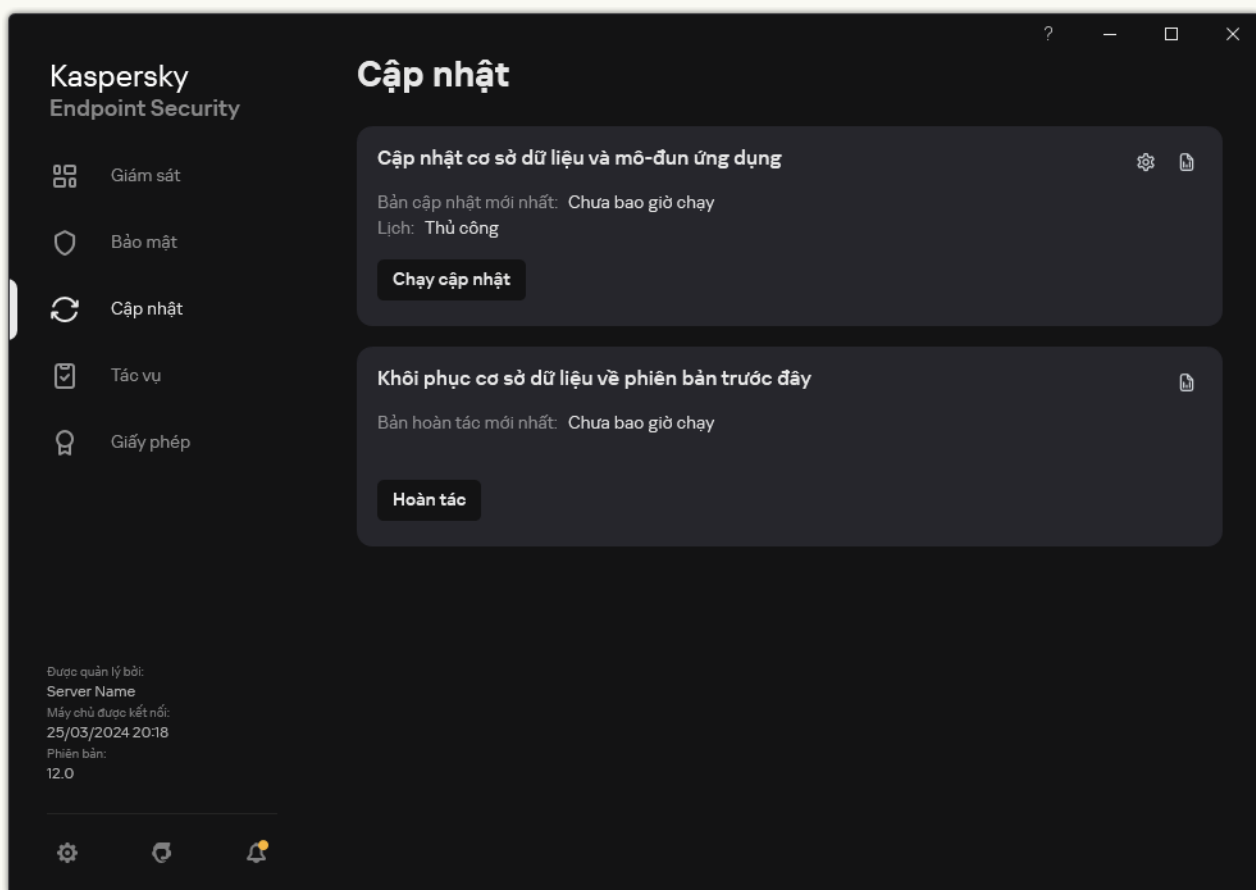 ?
Kaspersky
Endpoint Security
Giám sát
Bảo mật
Cập nhật
Tác vụ
Giấy phép
Được quản lý bởi:
Server Name
Máy chủ được kết nối:
25/03/2024 20:18
Phiên bản:
12.0
Cập nhật
Cập nhật cơ sở dữ liệu và mô-đun ứng dụng
Bản cập nhật mới nhất: Chưa bao giờ chạy
Lịch: Thủ công
Chạy cập nhật
Khôi phục cơ sở dữ liệu về phiên bản trước đây
Bản hoàn tác mới nhất: Chưa bao giờ chạy
Hoàn tác